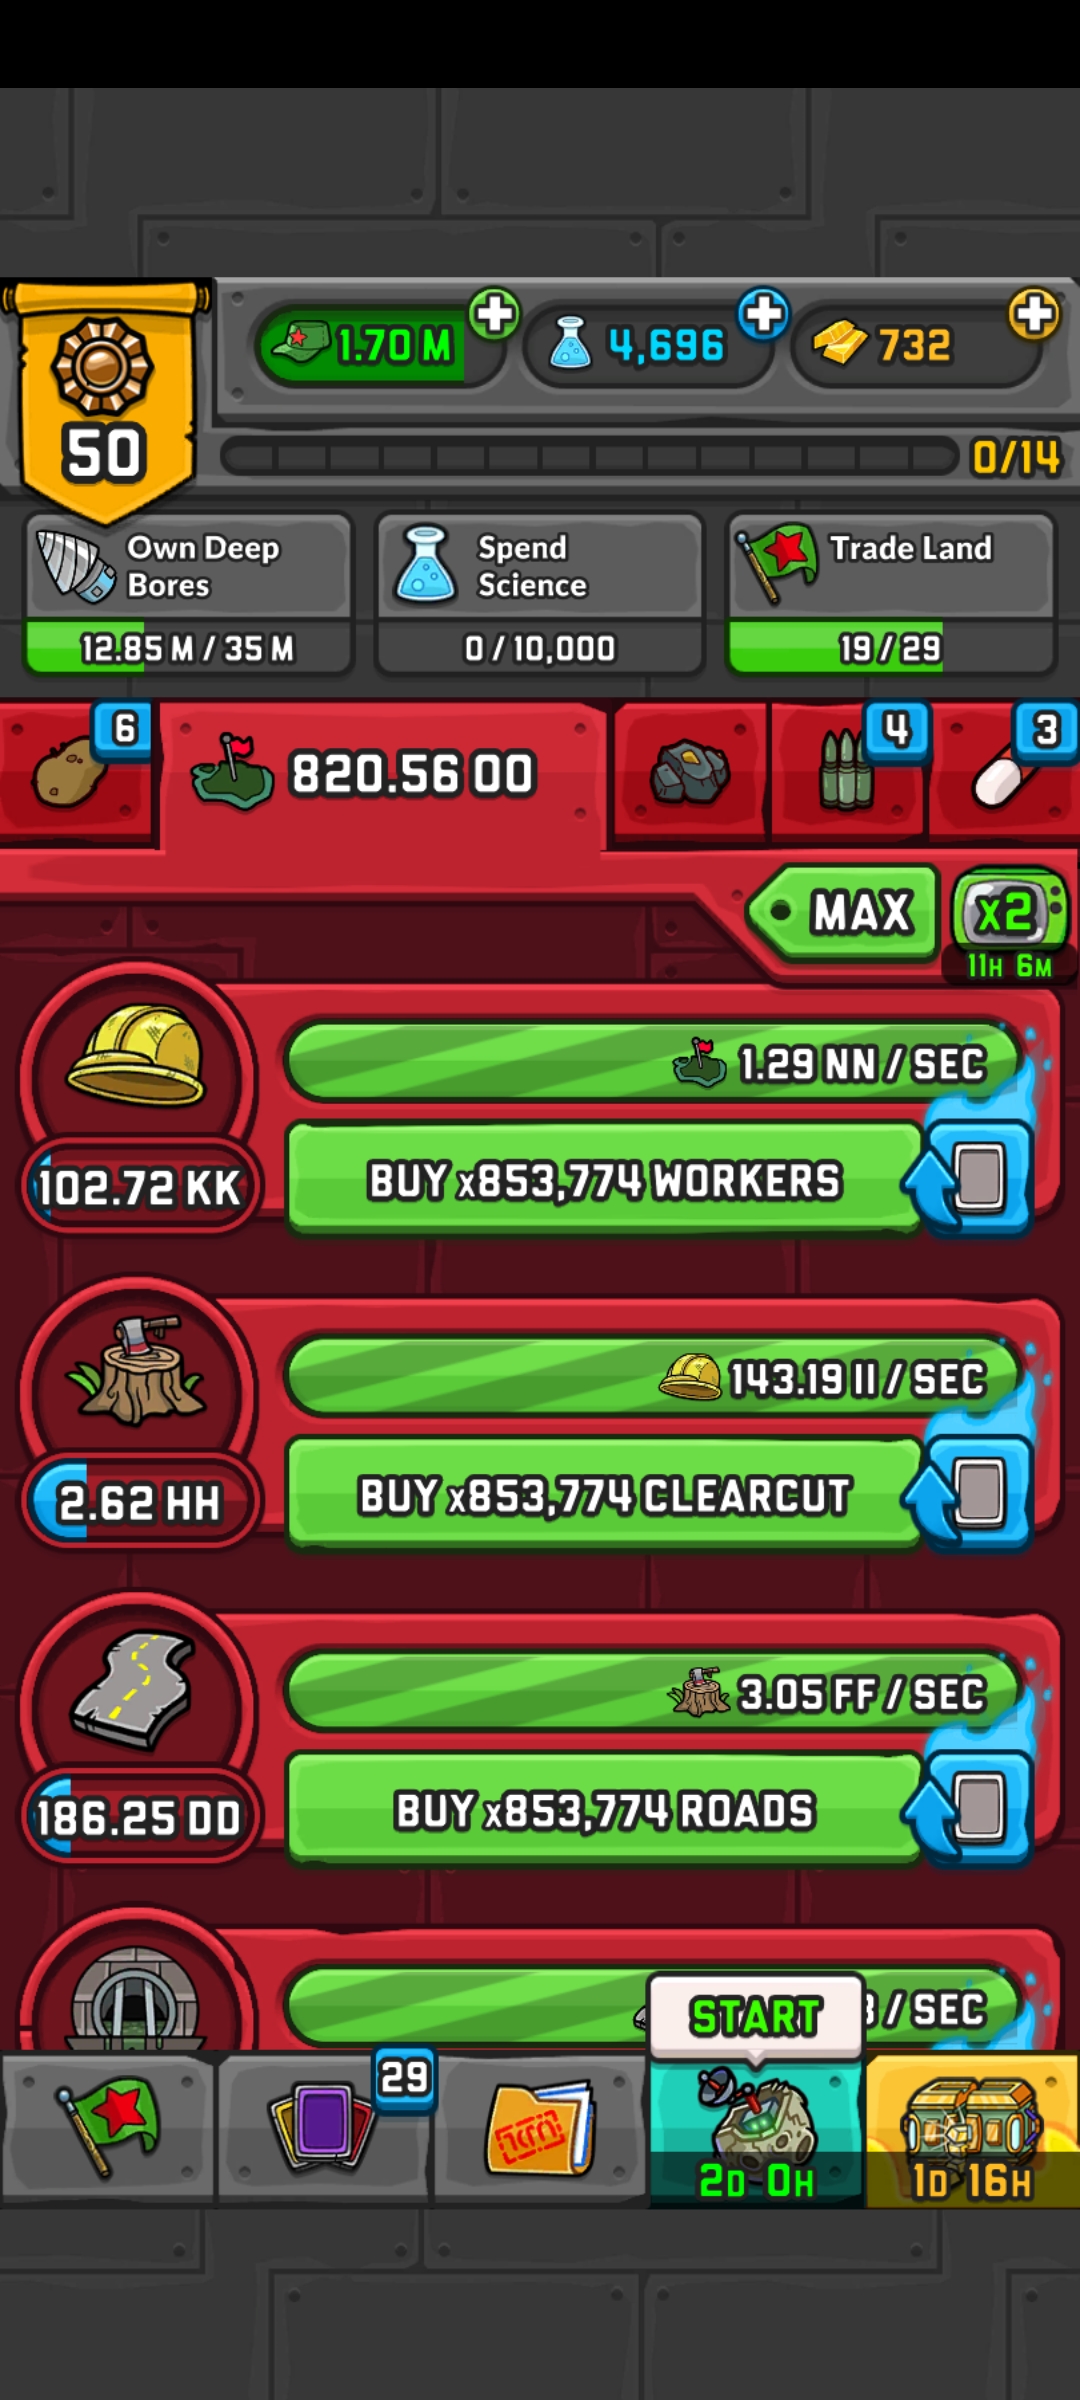 1.70 M
4,696
732
50
0/14
Own Deep
Bores
12.85 M / 35 M
Spend
Science
0 / 10,000
Trade Land
19 / 29
6
820.56 OO
4
3
MAX
x2
11H 6M
1.29 NN / SEC
102.72 KK
BUY x853,774 WORKERS
143.19 II / SEC
2.62 HH
BUY x853,774 CLEARCUT
3.05 FF / SEC
186.25 DD
BUY x853,774 ROADS
/ SEC
START
29
2D 0H
1D 16H